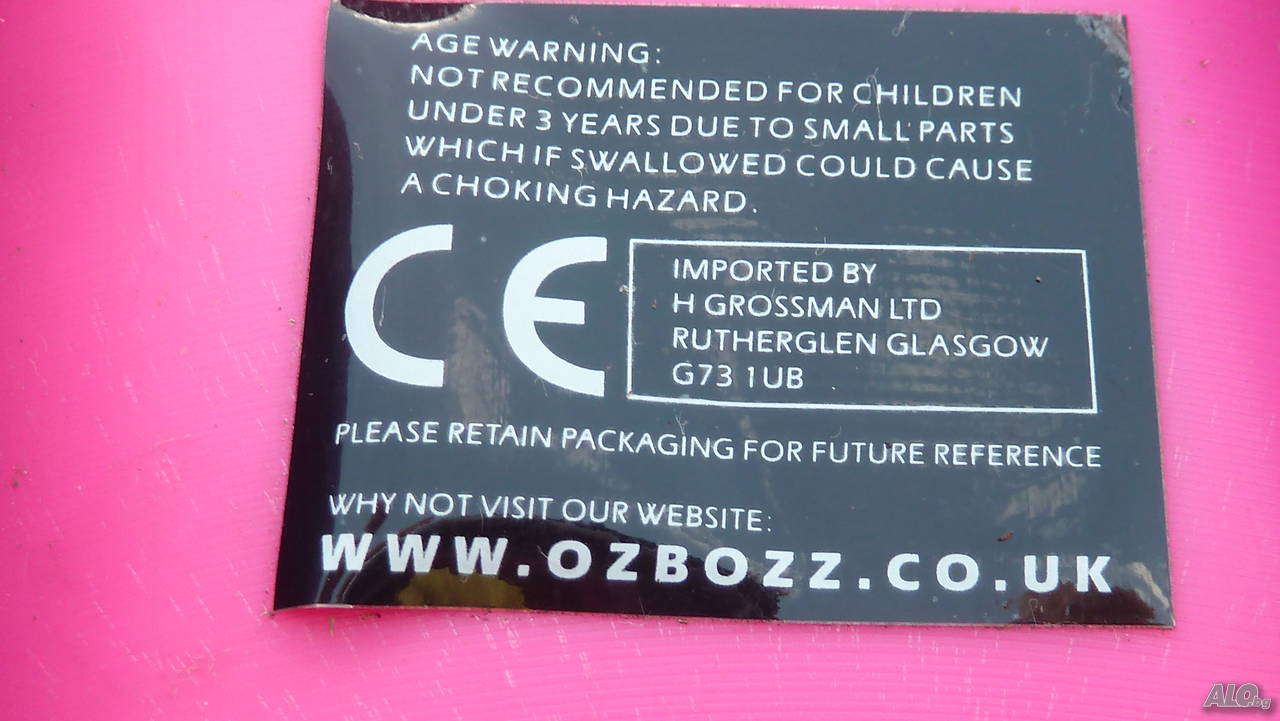 AGE WARNING:
NOT RECOMMENDED FOR CHILDREN
UNDER 3 YEARS DUE TO SMALL PARTS
WHICH IF SWALLOWED COULD CAUSE
A CHOKING HAZARD.
CE
IMPORTED BY
H GROSSMAN LTD
RUTHERGLEN GLASGOW
G73 1UB
PLEASE RETAIN PACKAGING FOR FUTURE REFERENCE
WHY NOT VISIT OUR WEBSITE:
WWW.OZBOZZ.CO.UK
ALO.bg